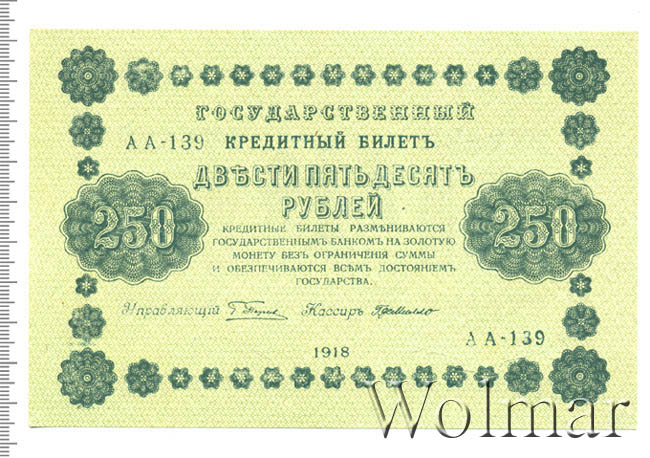 ГОСУДАРСТВЕННЫЙ
АА-139 КРЕДИТНЫЙ БИЛЕТЪ
ДВѢСТИ ПЯТЬДЕСЯТЪ
РУБЛЕЙ
250 250
КРЕДИТНЫЕ БИЛЕТЫ РАЗМѢНИВАЮТСЯ
ГОСУДАРСТВЕННЫМЪ БАНКОМЪ НА ЗОЛОТУЮ
МОНЕТУ БЕЗЪ ОГРАНИЧЕНІЯ СУММЫ
И ОБЕЗПЕЧИВАЮТСЯ ВСѢМЪ ДОСТОЯНІЕМЪ
ГОСУДАРСТВА.
Управляющій Кассиръ
АА-139
1918
Wolmar